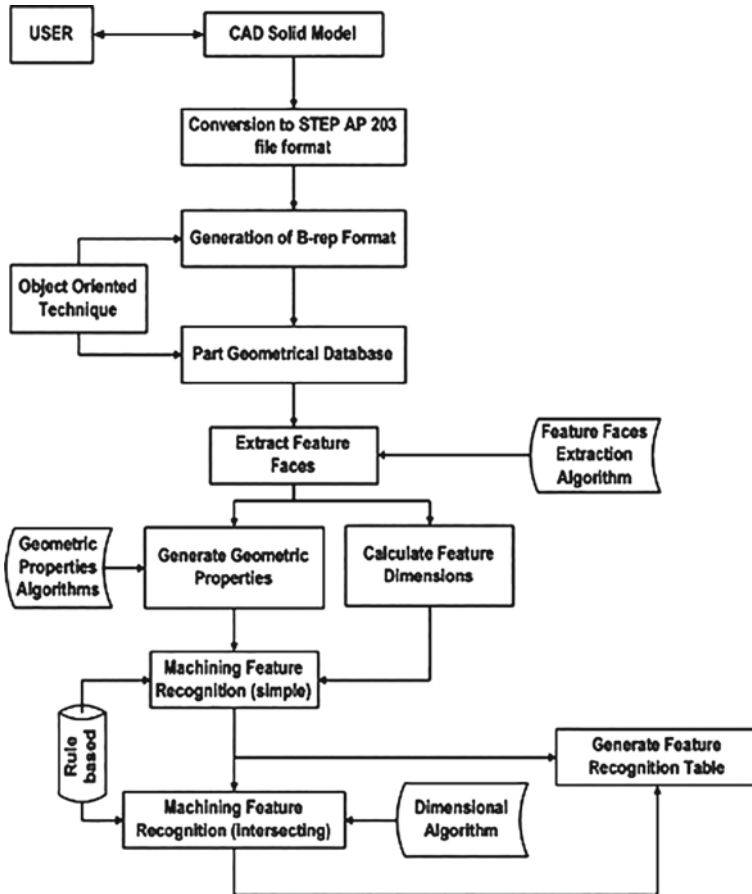 USER
CAD Solid Model
Conversion to STEP AP 203
file format
Generation of B-rep Format
Object Oriented
Technique
Part Geometrical Database
Extract Feature
Faces
Feature Faces
Extraction
Algorithm
Geometric
Properties
Algorithms
Generate Geometric
Properties
Calculate Feature
Dimensions
Machining Feature
Recognition (simple)
Rule
based
Generate Feature
Recognition Table
Machining Feature
Recognition (Intersecting)
Dimensional
Algorithm